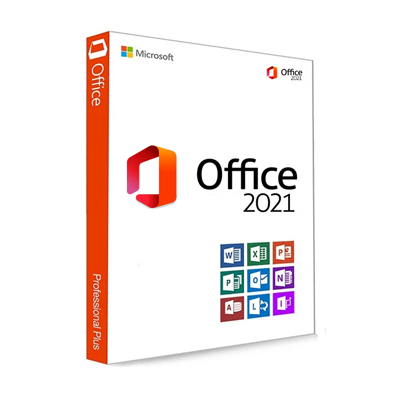 Office
Professional Plus
Microsoft
Office
2021
Office
2021
W X P
P O N
A L I